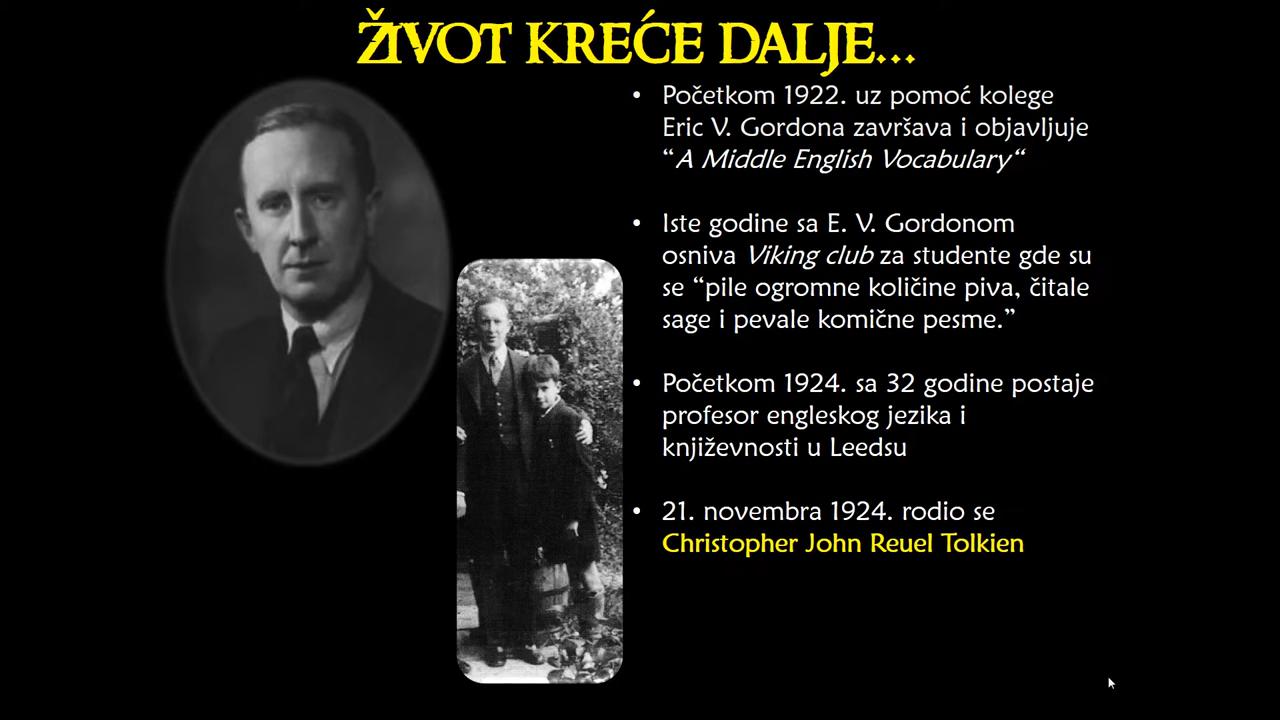 ŽIVOT KREĆE DALJE...
• Početkom 1922. uz pomoć kolege
Eric V. Gordona završava i objavljuje
“A Middle English Vocabulary“
• Iste godine sa E. V. Gordonom
osniva Viking club za studente gde su
se “pile ogromne količine piva, čitale
sage i pevale komične pesme.”
• Početkom 1924. sa 32 godine postaje
profesor engleskog jezika i
književnosti u Leedsu
• 21. novembra 1924. rodio se
Christopher John Reuel Tolkien